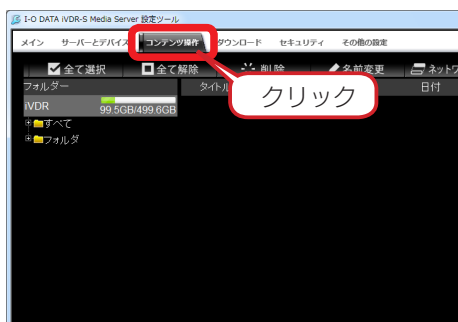 I-O DATA iVDR-S Media Server 設定ツール
メイン サーバーとデバイス コンテンツ操作 ダウンロード セキュリティ その他の設定
全て選択 全て解除 削除 名前変更 ネットワ
フォルダー タイトル 日付
クリック
iVDR 99.5GB/499.6GB
すべて
フォルダ